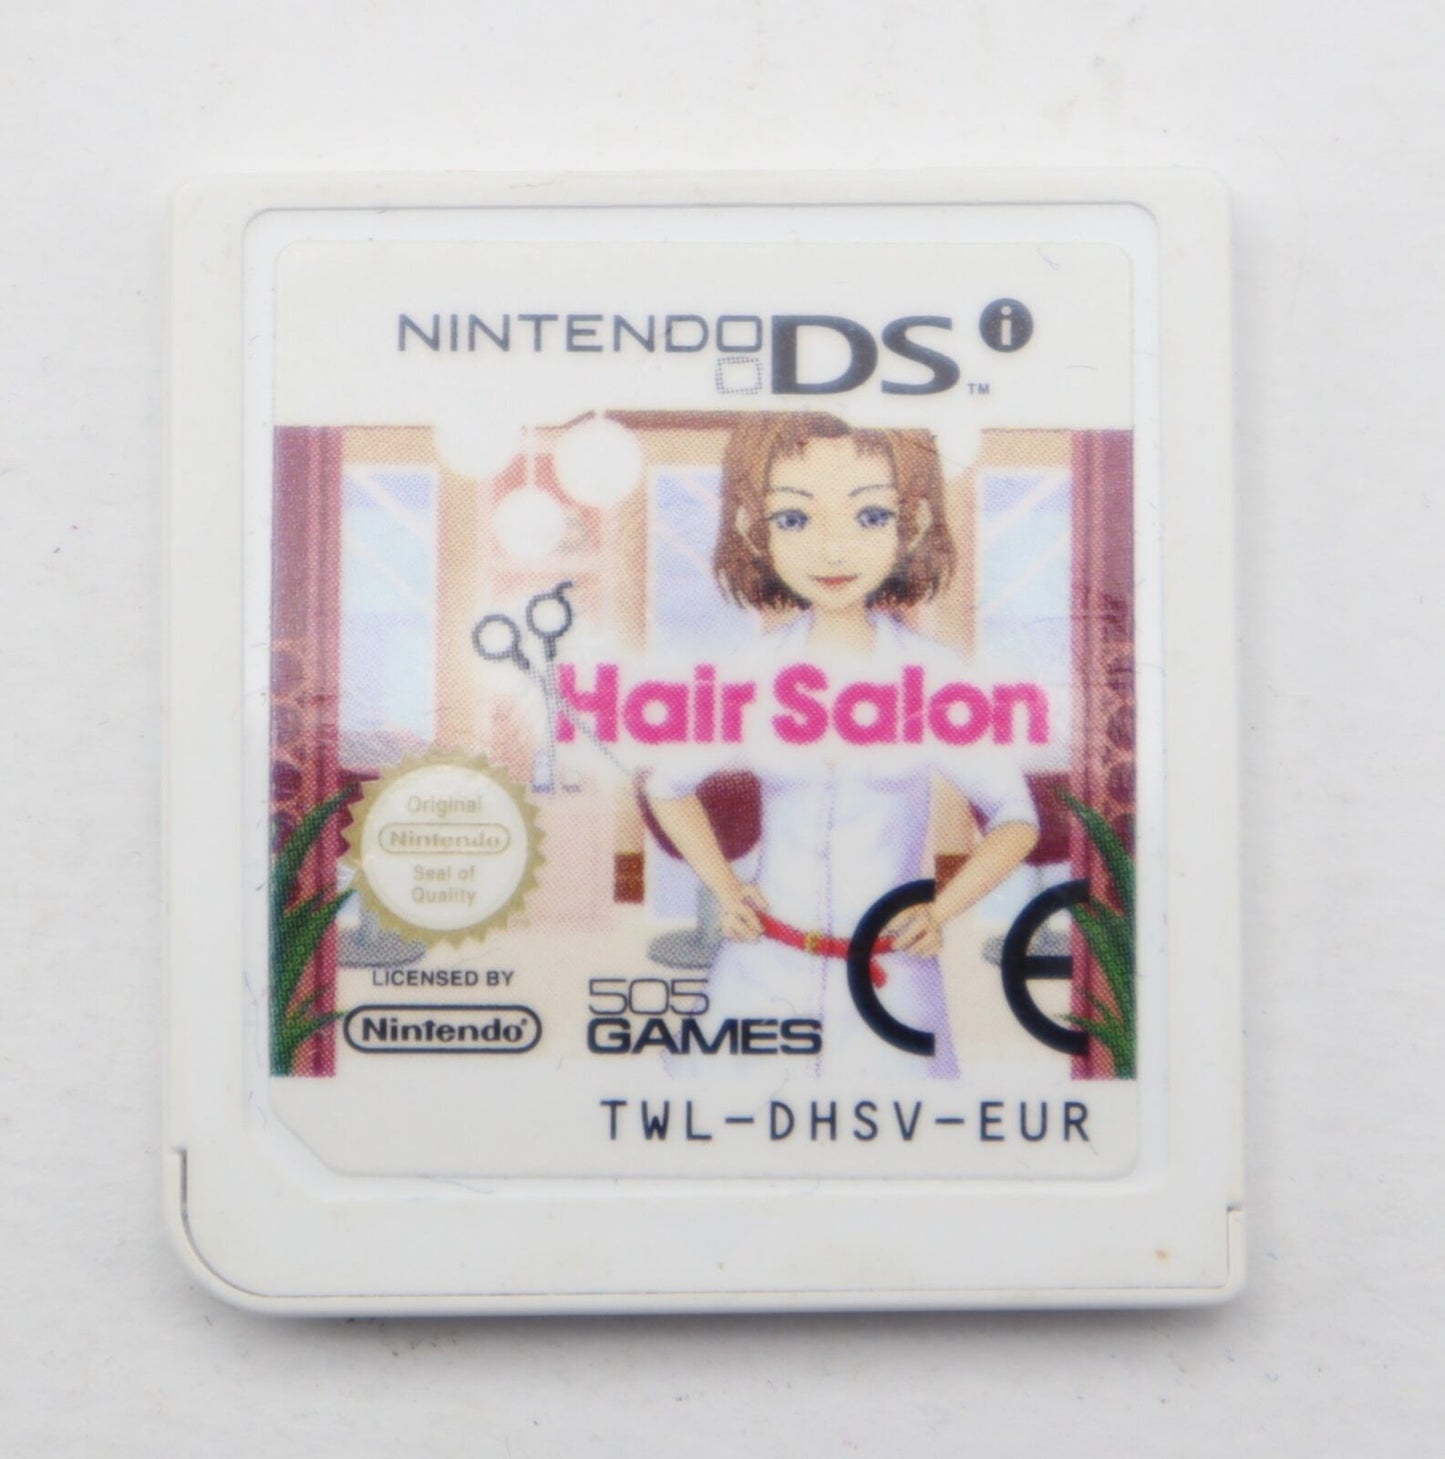 NINTENDO DS i ™
Hair Salon
Original
Nintendo
Seal of
Quality
LICENSED BY
Nintendo®
505
GAMES
CE
TWL-DHSV-EUR